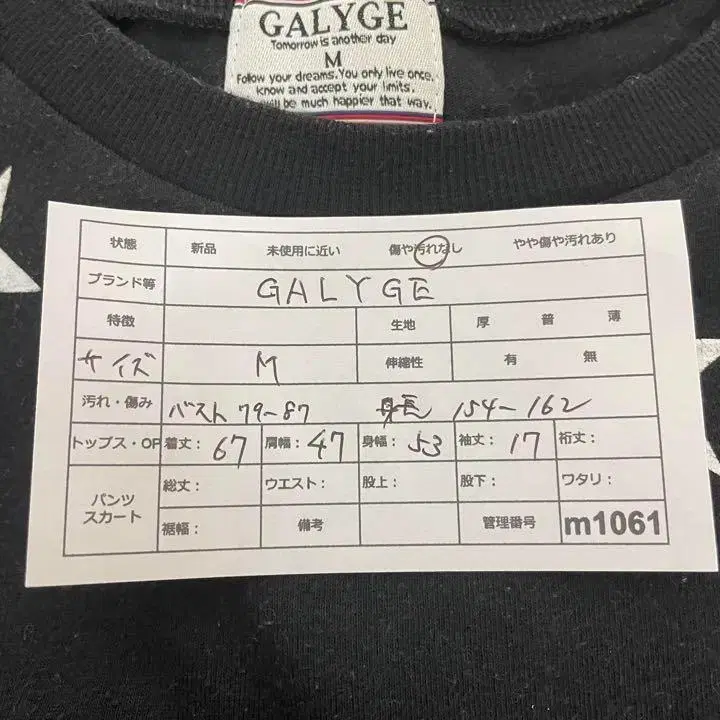 GALYGE
Tomorrow is another day
M
Follow your dreams. You only live once.
know and accept your limits.
will be much happier that way.
状態 新品 未使用に近い 傷や汚れなし やや傷や汚れあり
ブランド等 GALYGE
特徴 生地 厚 普 薄
サイズ M 伸縮性 有 無
汚れ・傷み バスト 79-87 身長 154-162
トップス・OP 着丈: 67 肩幅: 47 身幅: 53 袖丈: 17 裄丈:
パンツ 総丈: ウエスト: 股上: 股下: ワタリ:
スカート 裾幅: 備考 管理番号 m1061